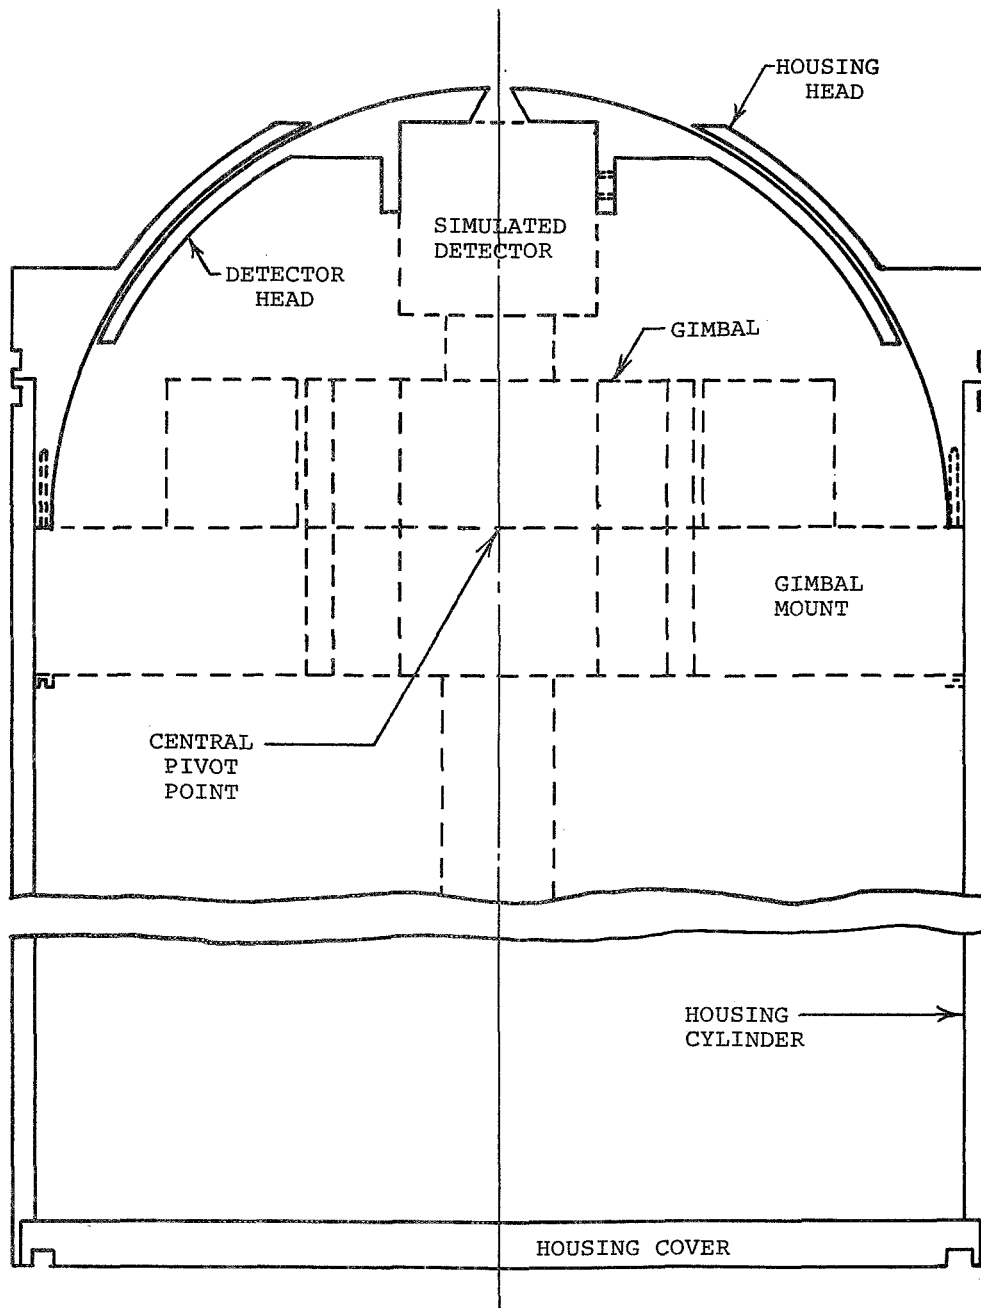 HOUSING
HEAD
SIMULATED
DETECTOR
DETECTOR
HEAD
GIMBAL
GIMBAL
MOUNT
CENTRAL
PIVOT
POINT
HOUSING
CYLINDER
HOUSING COVER